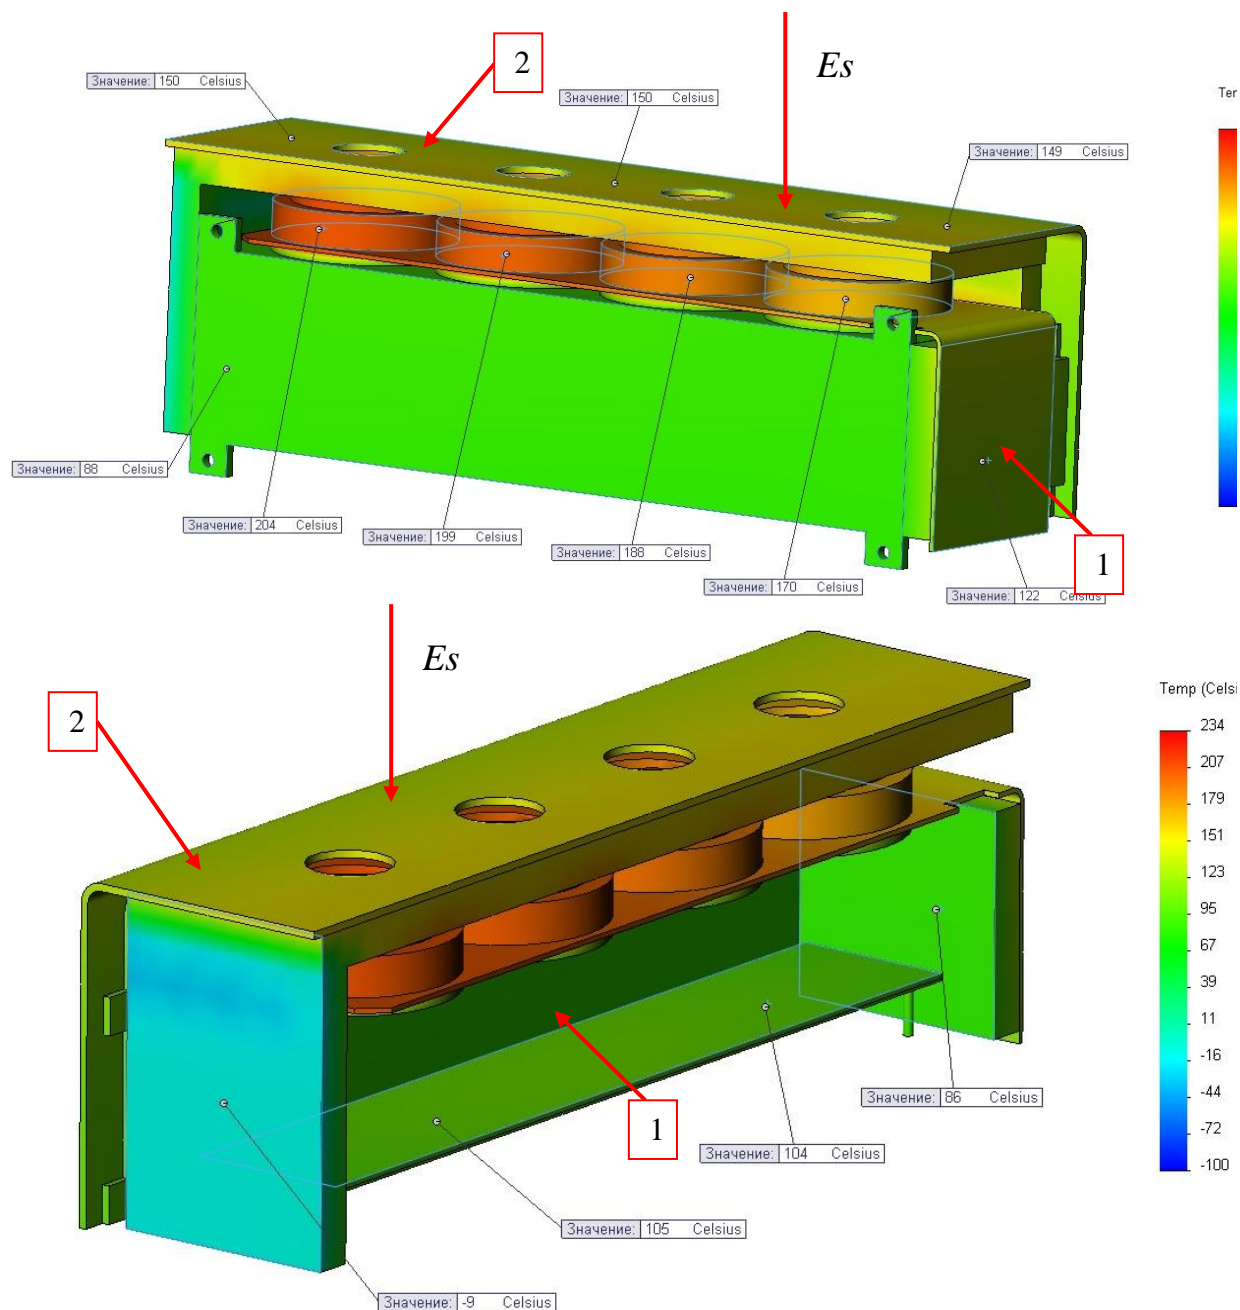 2
Es
Значение: 150 Celsius
Значение: 150 Celsius
Значение: 149 Celsius
Значение: 88 Celsius
Значение: 204 Celsius
Значение: 199 Celsius
Значение: 188 Celsius
Значение: 170 Celsius
Значение: 122 Celsius
1
Es
2
Temp (Celsi
234
207
179
151
123
95
67
39
11
-16
-44
-72
-100
Значение: 86 Celsius
1
Значение: 104 Celsius
Значение: 105 Celsius
Значение: -9 Celsius